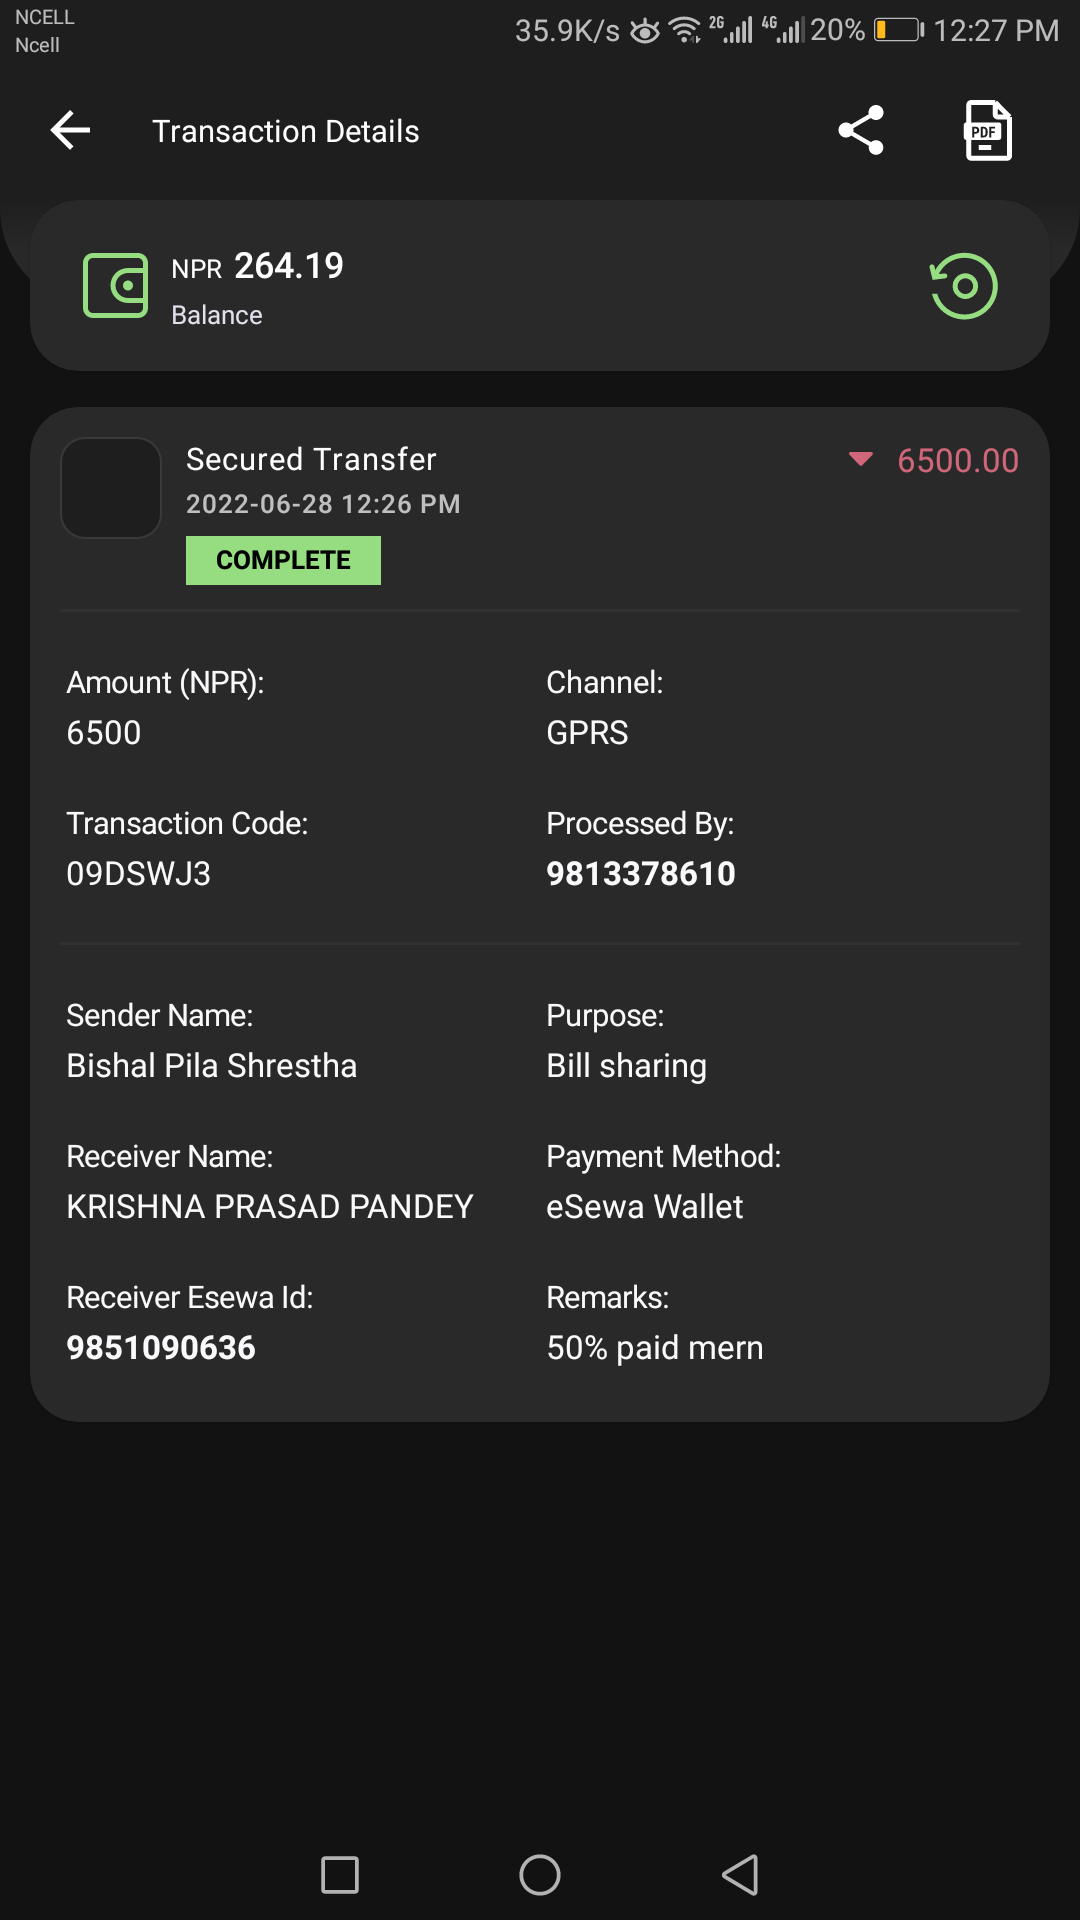 NCELL
Ncell
35.9K/s 2G 4G 20% 12:27 PM
Transaction Details
PDF
NPR 264.19
Balance
Secured Transfer
6500.00
2022-06-28 12:26 PM
COMPLETE
Amount (NPR):
6500
Channel:
GPRS
Transaction Code:
09DSWJ3
Processed By:
9813378610
Sender Name:
Bishal Pila Shrestha
Purpose:
Bill sharing
Receiver Name:
KRISHNA PRASAD PANDEY
Payment Method:
eSewa Wallet
Receiver Esewa Id:
9851090636
Remarks:
50% paid mern